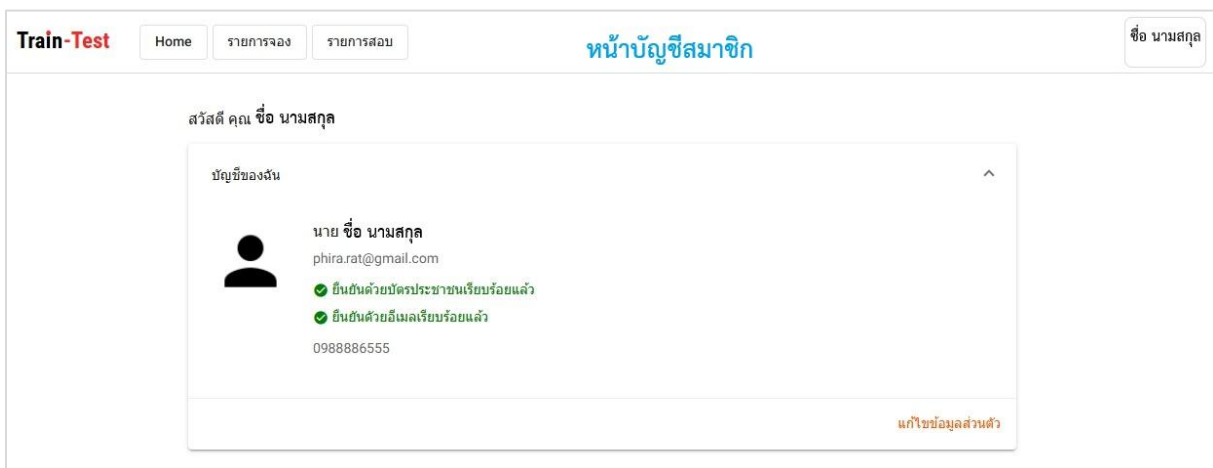 Train-Test Home รายการจอง รายการสอบ หน้าบัญชีสมาชิก ชื่อ นามสกุล
สวัสดี คุณ ชื่อ นามสกุล
บัญชีของฉัน
นาย ชื่อ นามสกุล
phira.rat@gmail.com
ยืนยันด้วยบัตรประชาชนเรียบร้อยแล้ว
ยืนยันด้วยอีเมลเรียบร้อยแล้ว
0988886555
แก้ไขข้อมูลส่วนตัว